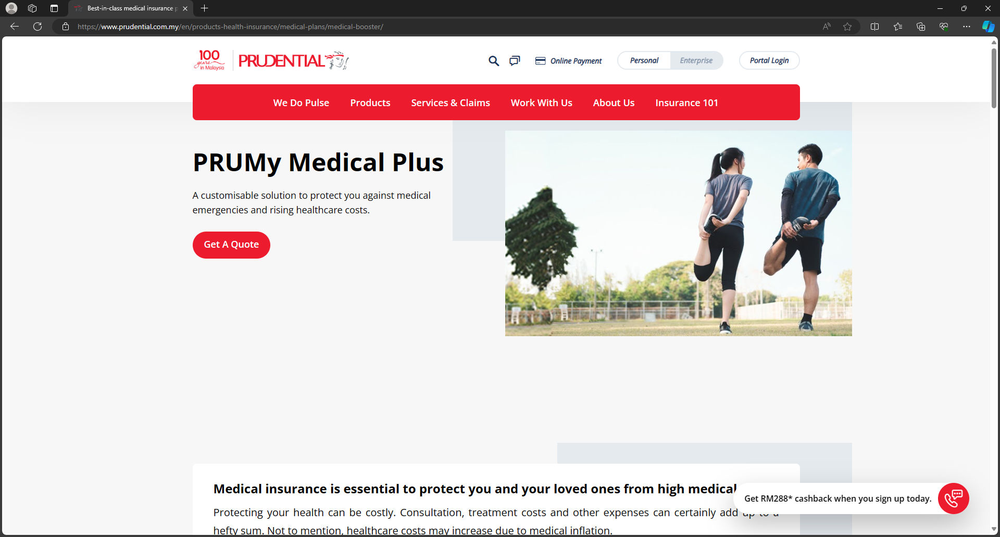 Best-in-class medical insurance p
https://www.prudential.com.my/en/products-health-insurance/medical-plans/medical-booster/
100
years
in Malaysia
PRUDENTIAL
Online Payment
Personal
Enterprise
Portal Login
We Do Pulse
Products
Services & Claims
Work With Us
About Us
Insurance 101
PRUMy Medical Plus
A customisable solution to protect you against medical
emergencies and rising healthcare costs.
Get A Quote
Medical insurance is essential to protect you and your loved ones from high medical
Protecting your health can be costly. Consultation, treatment costs and other expenses can certainly add up to a
hefty sum. Not to mention, healthcare costs may increase due to medical inflation.
Get RM288* cashback when you sign up today.